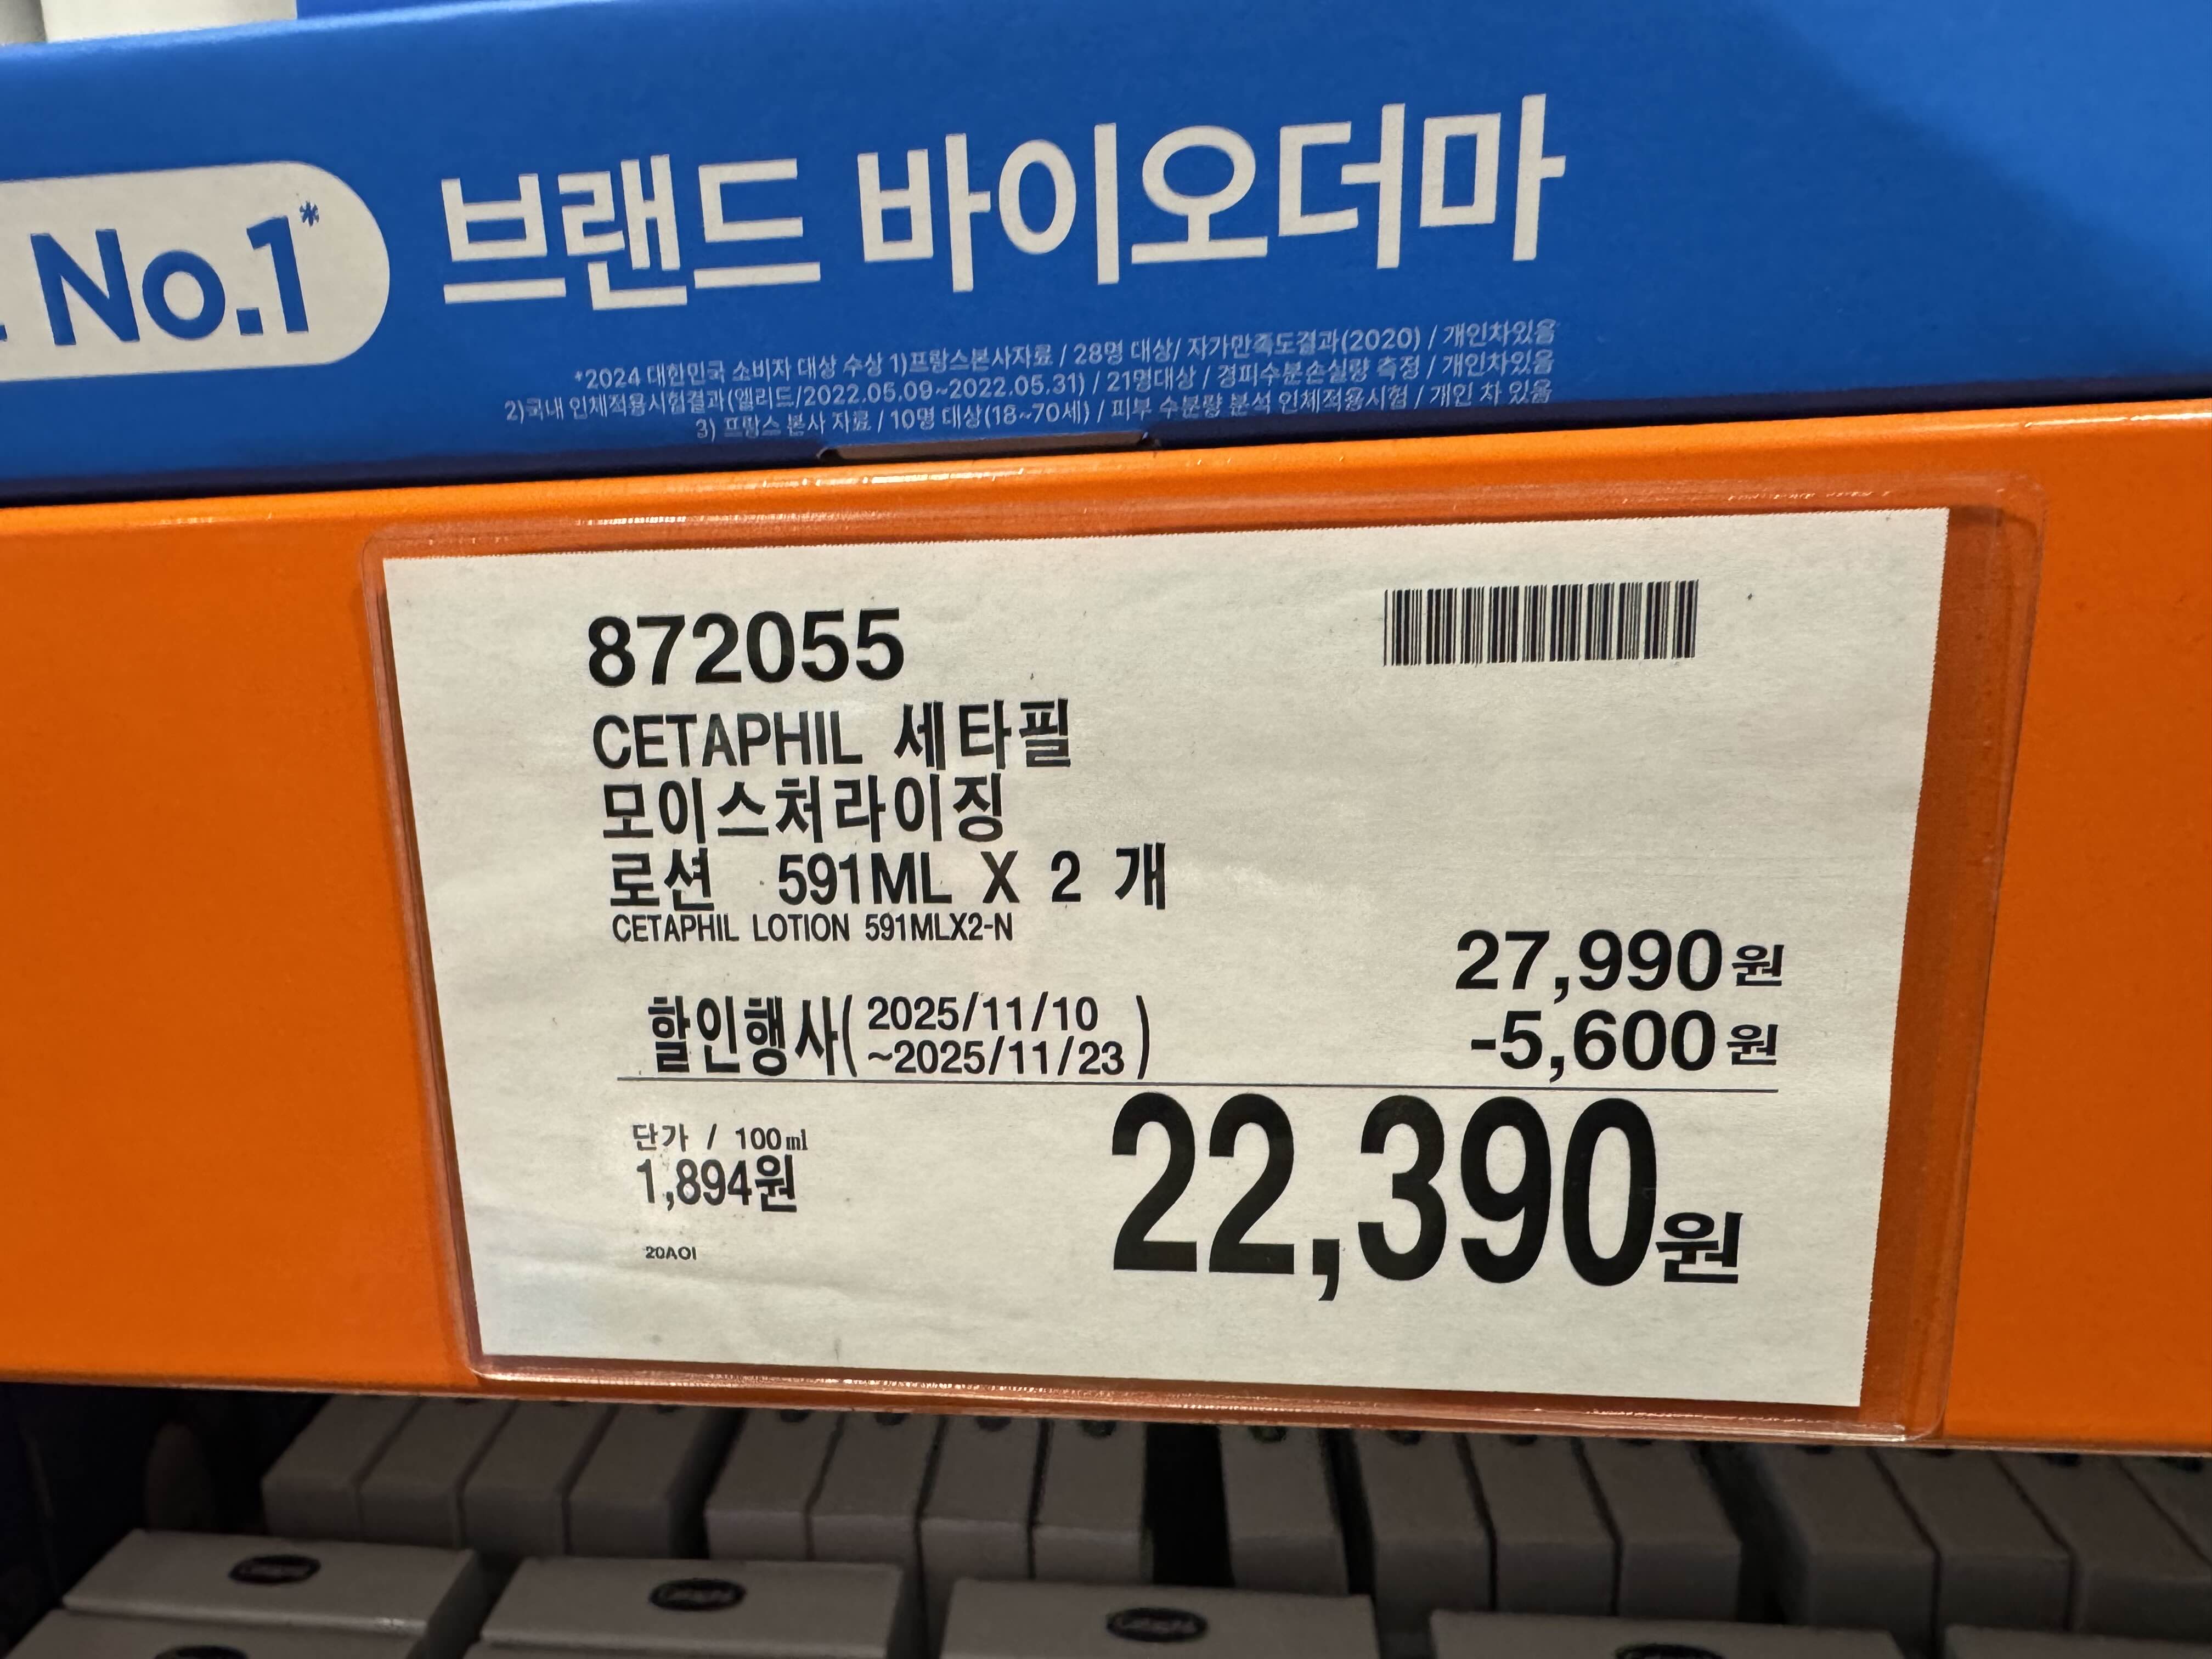 No.1* 브랜드 바이오더마
*2024 대한민국 소비자 대상 수상 1)프랑스본사자료 / 28명 대상/ 자가만족도결과(2020) / 개인차있음
2)국내 인체적용시험결과(엘리드/2022.05.09~2022.05.31) / 21명대상 / 경피수분손실량 측정 / 개인차있음
3) 프랑스 본사 자료 / 10명 대상(18~70세) / 피부 수분량 분석 인체적용시험 / 개인 차 있음
872055
CETAPHIL 세타필
모이스처라이징
로션 591ML X 2 개
CETAPHIL LOTION 591MLX2-N
27,990원
할인행사( 2025/11/10 ~2025/11/23 ) -5,600원
단가 / 100㎖
1,894원
22,390원
20AOI